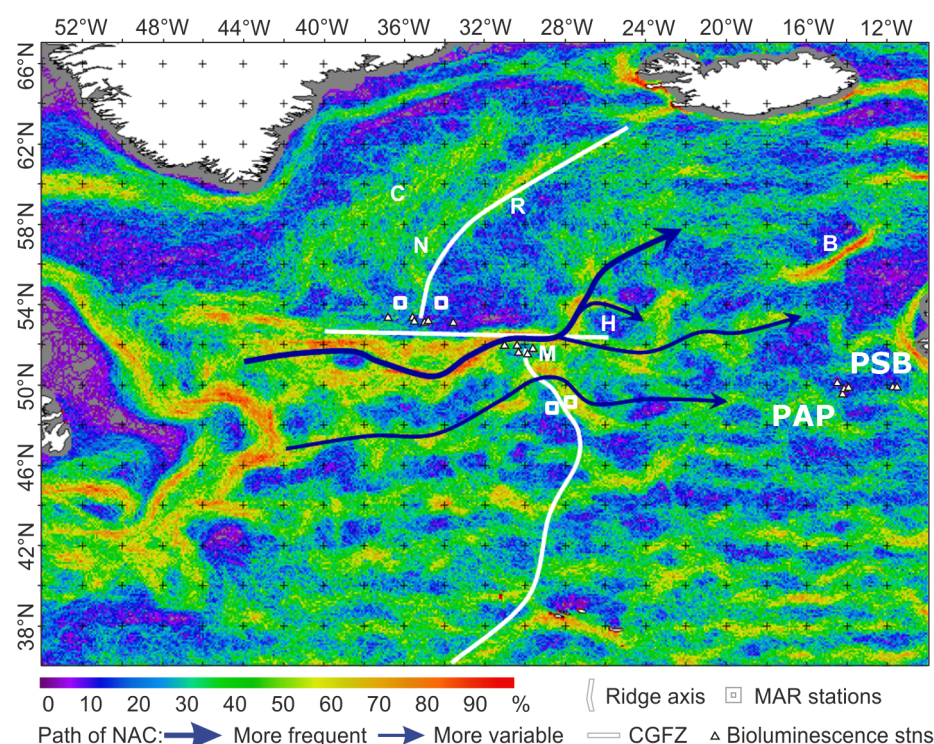 52°W 48°W 44°W 40°W 36°W 32°W 28°W 24°W 20°W 16°W 12°W
66°N
62°N
58°N
54°N
50°N
46°N
42°N
38°N
C
R
N
B
H
M
PSB
PAP
0 10 20 30 40 50 60 70 80 90 %
Ridge axis
MAR stations
Path of NAC: More frequent More variable CGFZ Bioluminescence stns